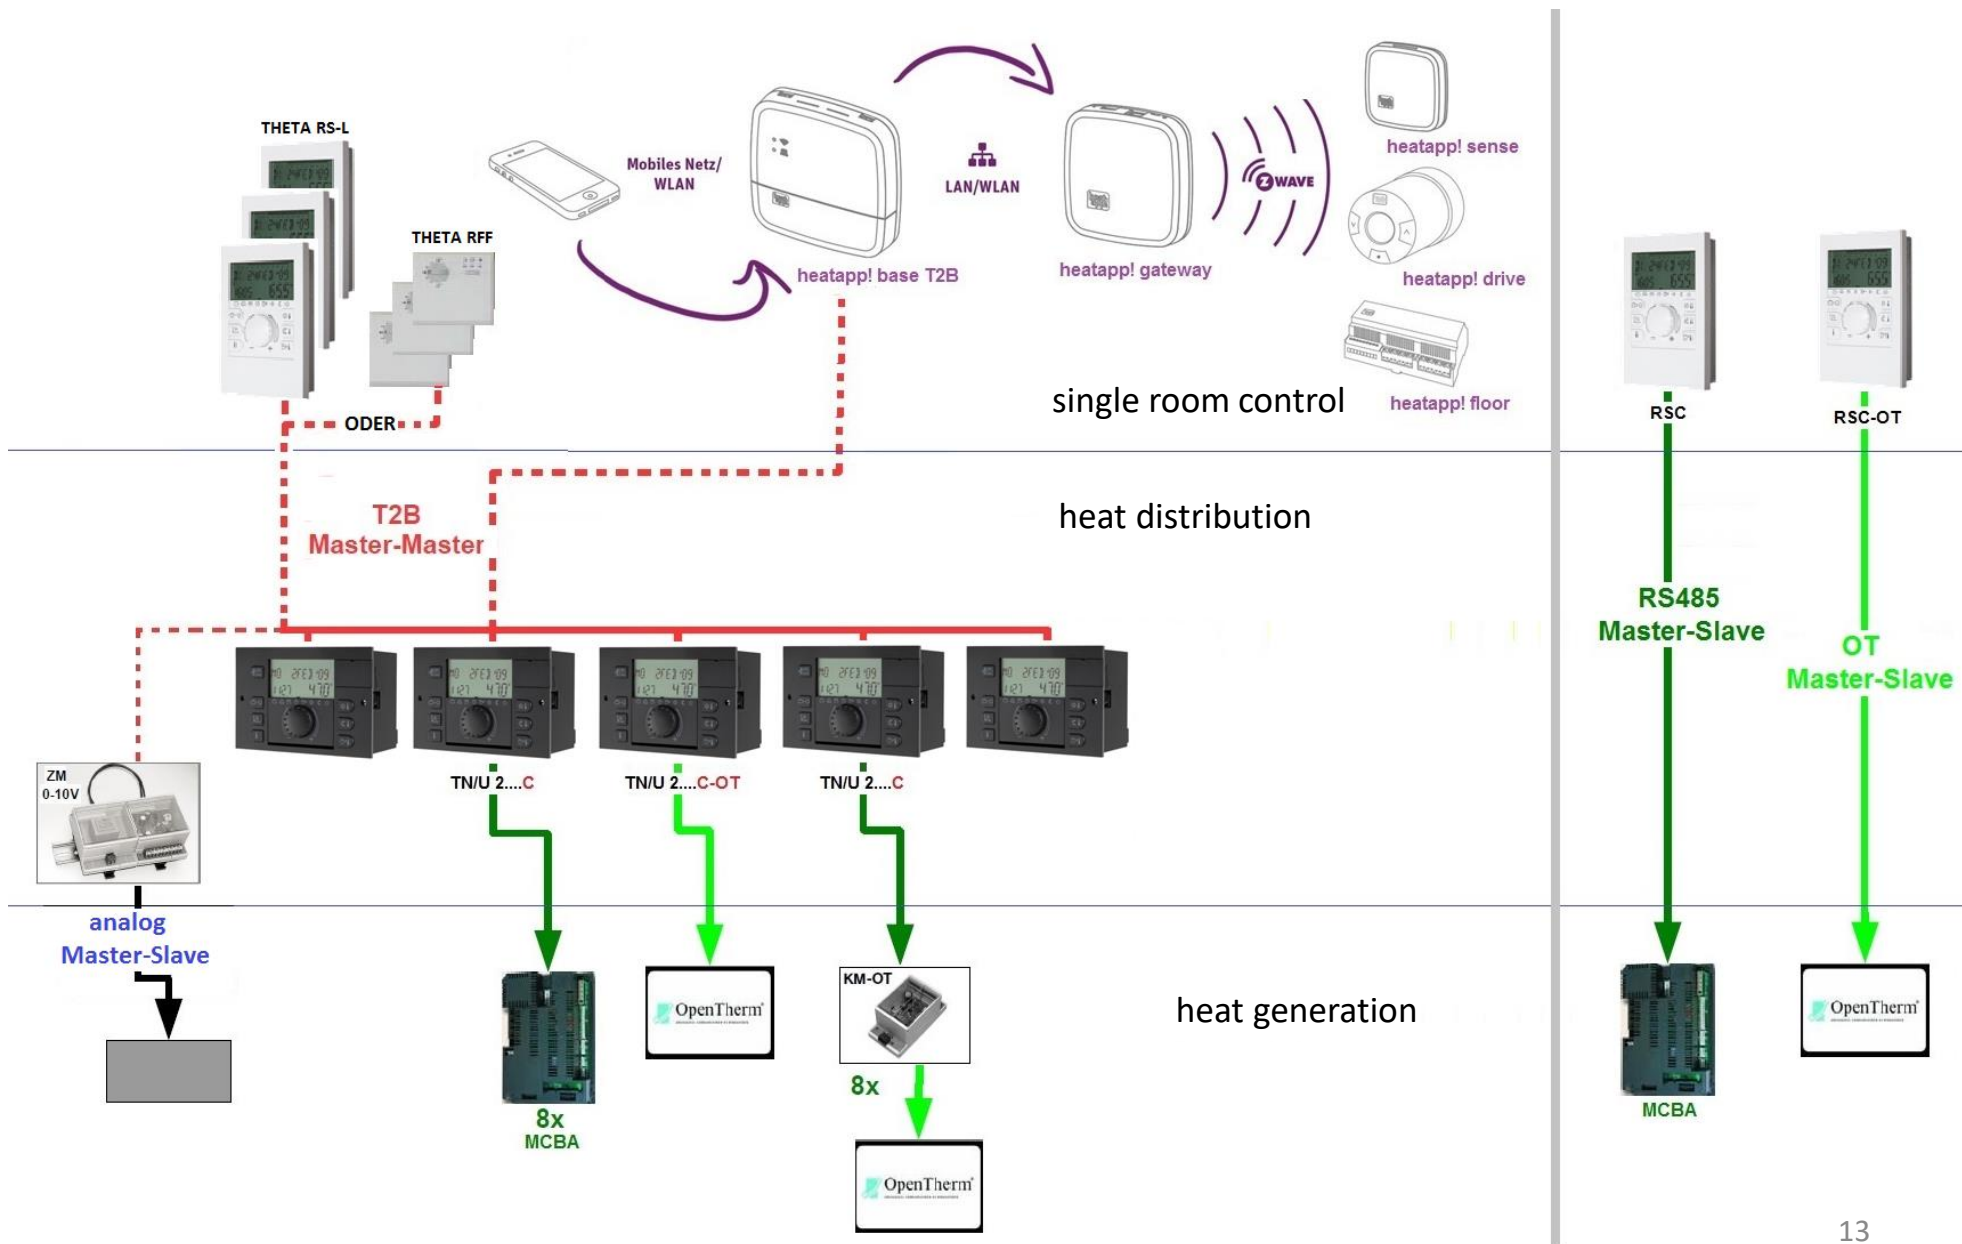 THETA RS-L
THETA RFF
ODER
Mobiles Netz/
WLAN
heatapp! base T2B
LAN/WLAN
heatapp! gateway
Z WAVE
heatapp! sense
heatapp! drive
heatapp! floor
single room control
RSC
RSC-OT
T2B
Master-Master
heat distribution
RS485
Master-Slave
OT
Master-Slave
ZM
0-10V
TN/U 2....C
TN/U 2....C-OT
TN/U 2....C
analog
Master-Slave
8x
MCBA
OpenTherm
KM-OT
8x
OpenTherm
heat generation
MCBA
OpenTherm
13